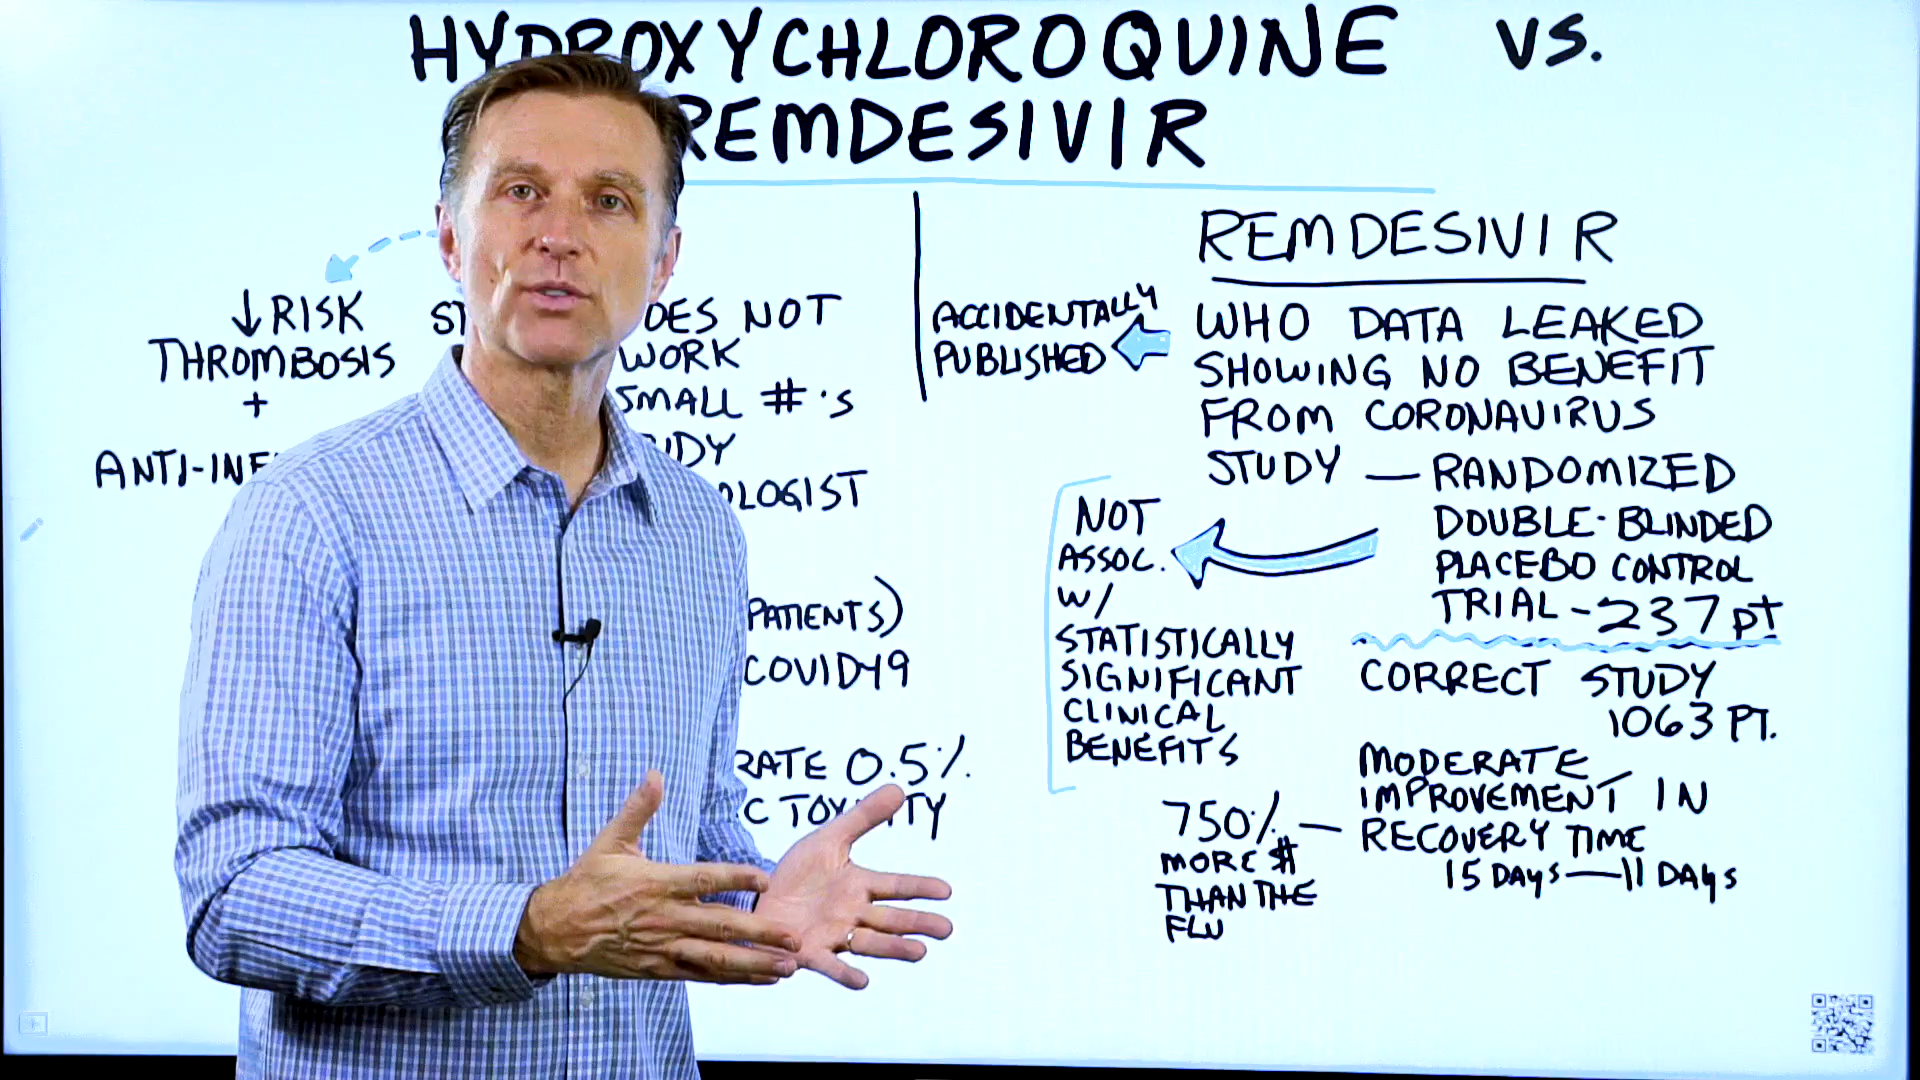 HYDROXYCHLOROQUINE VS.
REMDESIVIR
↓ RISK
THROMBOSIS
+
NOT
WORK
SMALL #'S
PATIENTS)
COVID-19
RATE 0.5%
ACCIDENTALLY
PUBLISHED
REMDESIVIR
WHO DATA LEAKED
SHOWING NO BENEFIT
FROM CORONAVIRUS
STUDY — RANDOMIZED
DOUBLE-BLINDED
PLACEBO CONTROL
TRIAL - 237 PT
NOT
ASSOC.
W/
STATISTICALLY
SIGNIFICANT
CLINICAL
BENEFITS
CORRECT STUDY
1063 PT.
MODERATE
IMPROVEMENT IN
RECOVERY TIME
15 DAYS — 11 DAYS
750% —
MORE $
THAN THE
FLU